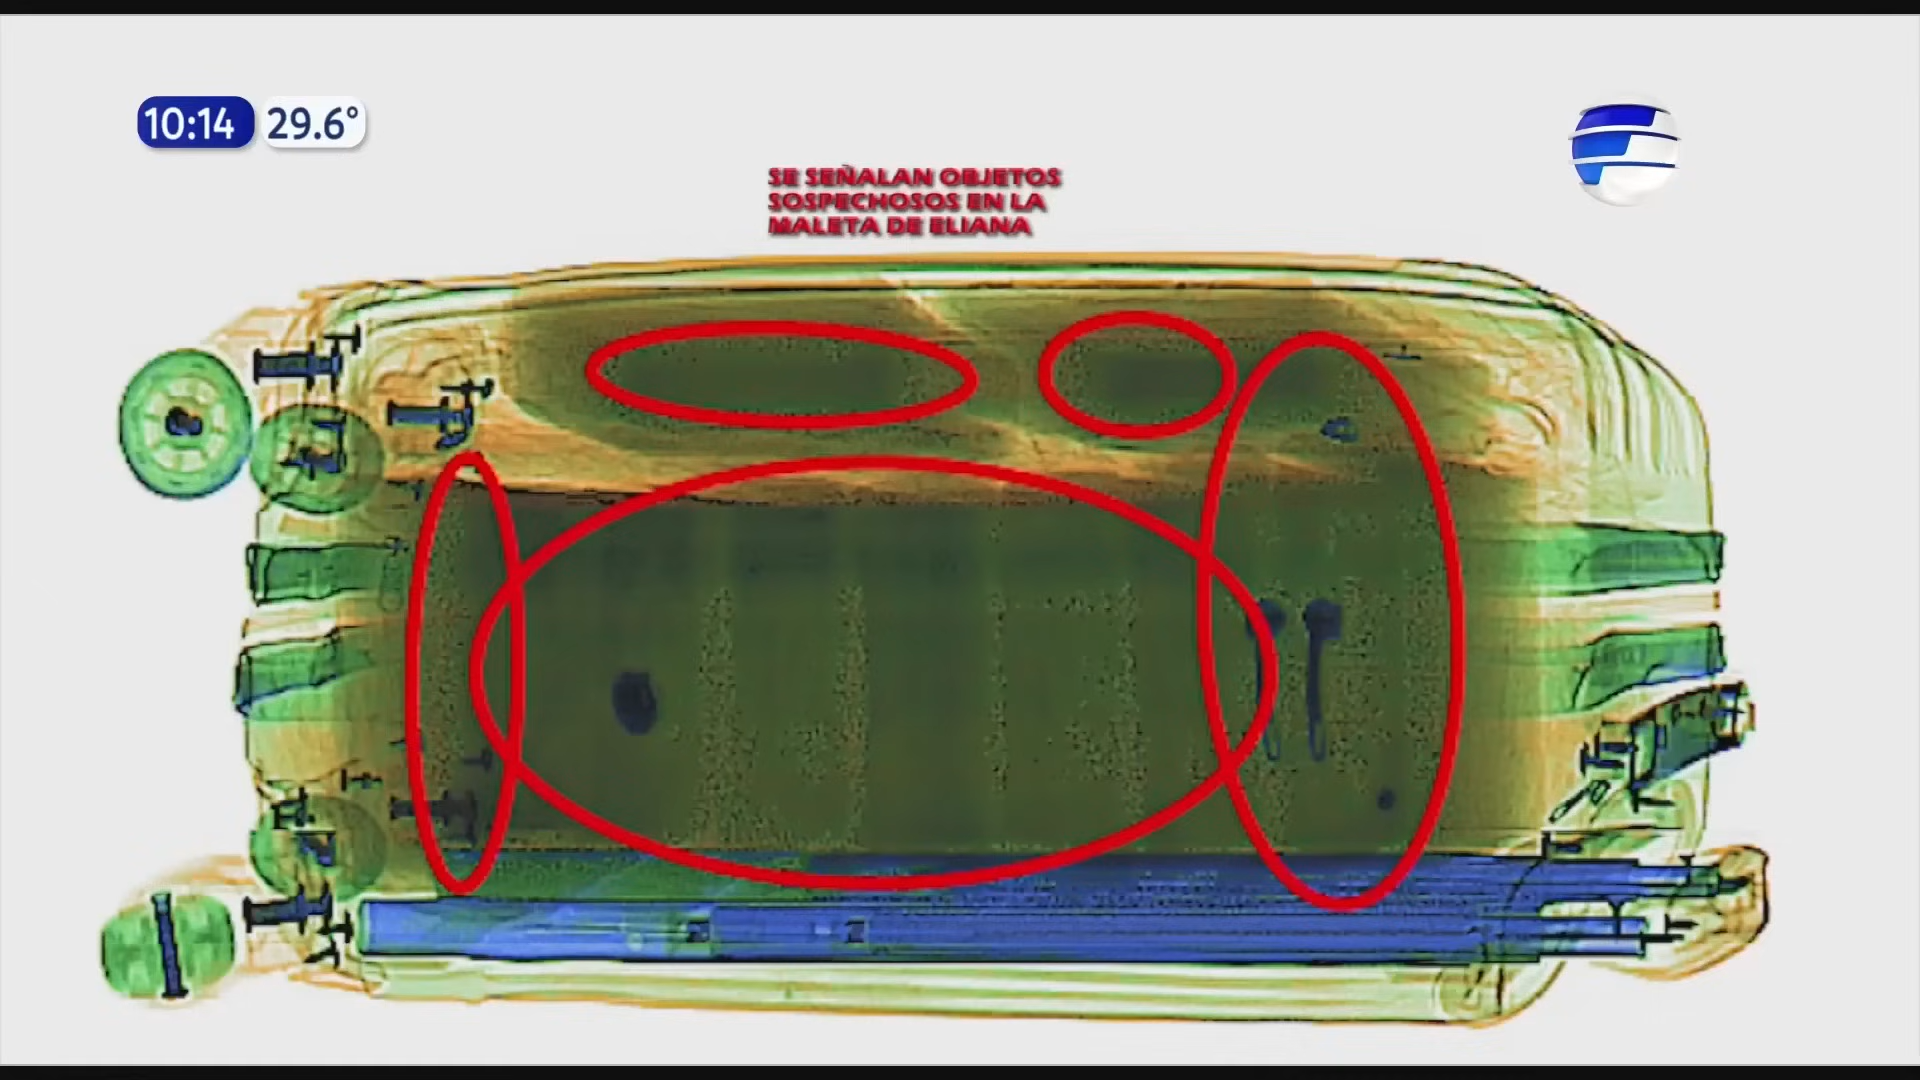 10:14 29.6°
SE SEÑALAN OBJETOS
SOSPECHOSOS EN LA
MALETA DE ELIANA